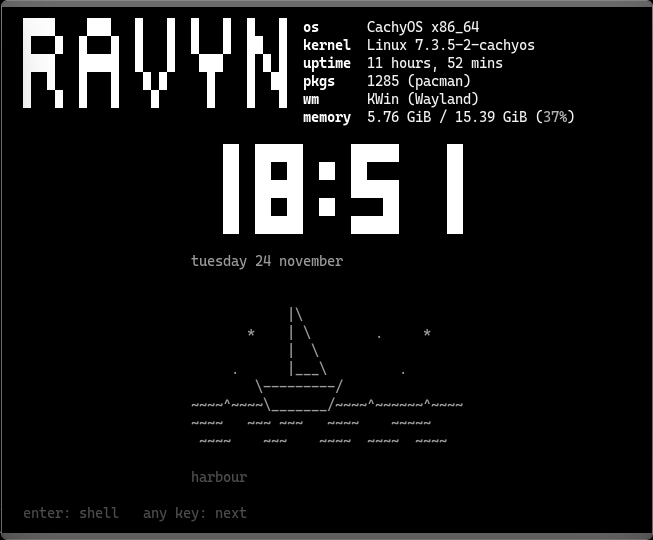 RAVYN
os CachyOS x86_64
kernel Linux 7.3.5-2-cachyos
uptime 11 hours, 52 mins
pkgs 1285 (pacman)
wm KWin (Wayland)
memory 5.76 GiB / 15.39 GiB (37%)
18:51
tuesday 24 november
harbour
enter: shell any key: next